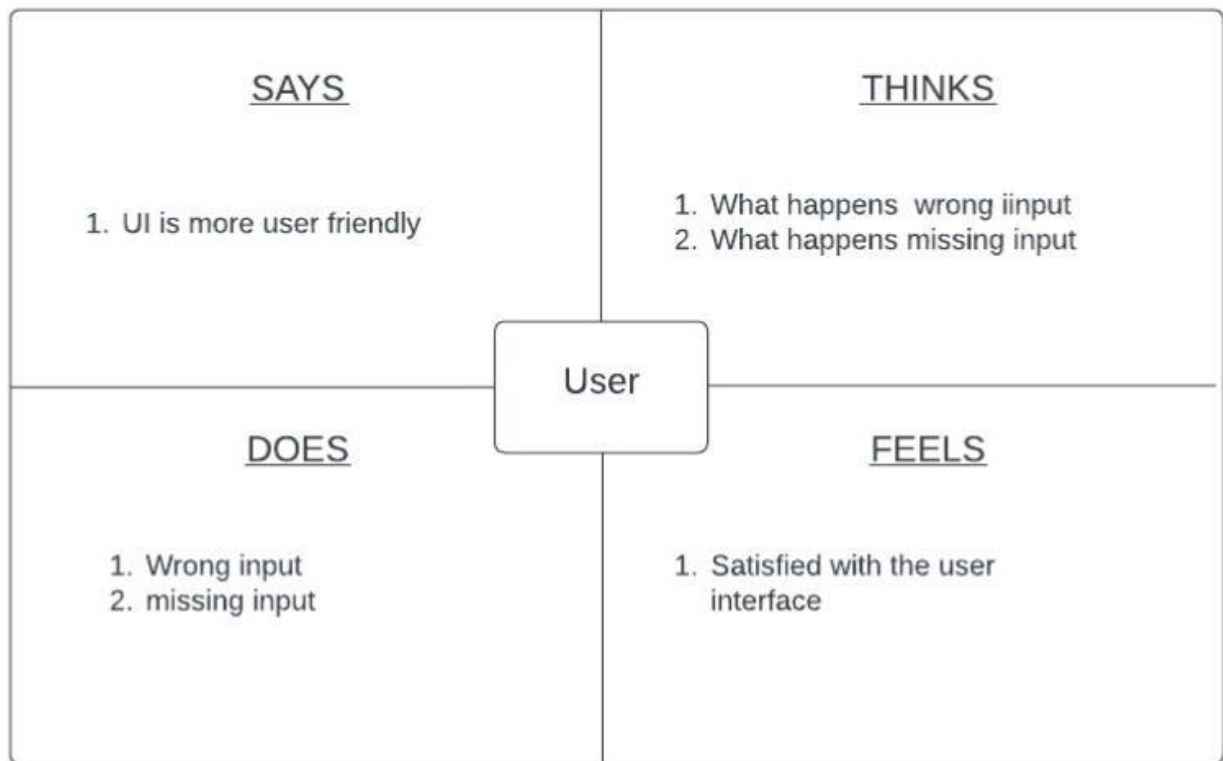 SAYS
1. UI is more user friendly
THINKS
1. What happens  wrong iinput
2. What happens missing input
User
DOES
1. Wrong input
2. missing input
FEELS
1. Satisfied with the user
interface